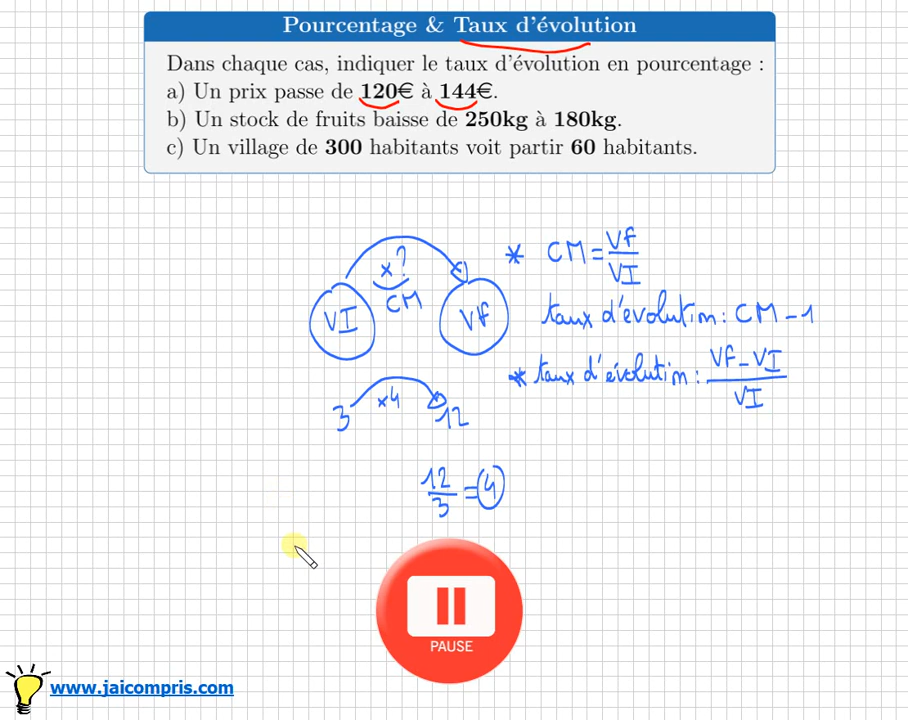 Pourcentage & Taux d'évolution
Dans chaque cas, indiquer le taux d'évolution en pourcentage :
a) Un prix passe de 120€ à 144€.
b) Un stock de fruits baisse de 250kg à 180kg.
c) Un village de 300 habitants voit partir 60 habitants.
×?
CM
VI
VF
* CM = VF/VI
taux d'évolution : CM - 1
* taux d'évolution : VF - VI / VI
3 ×4 12
12/3 = 4
PAUSE
www.jaicompris.com